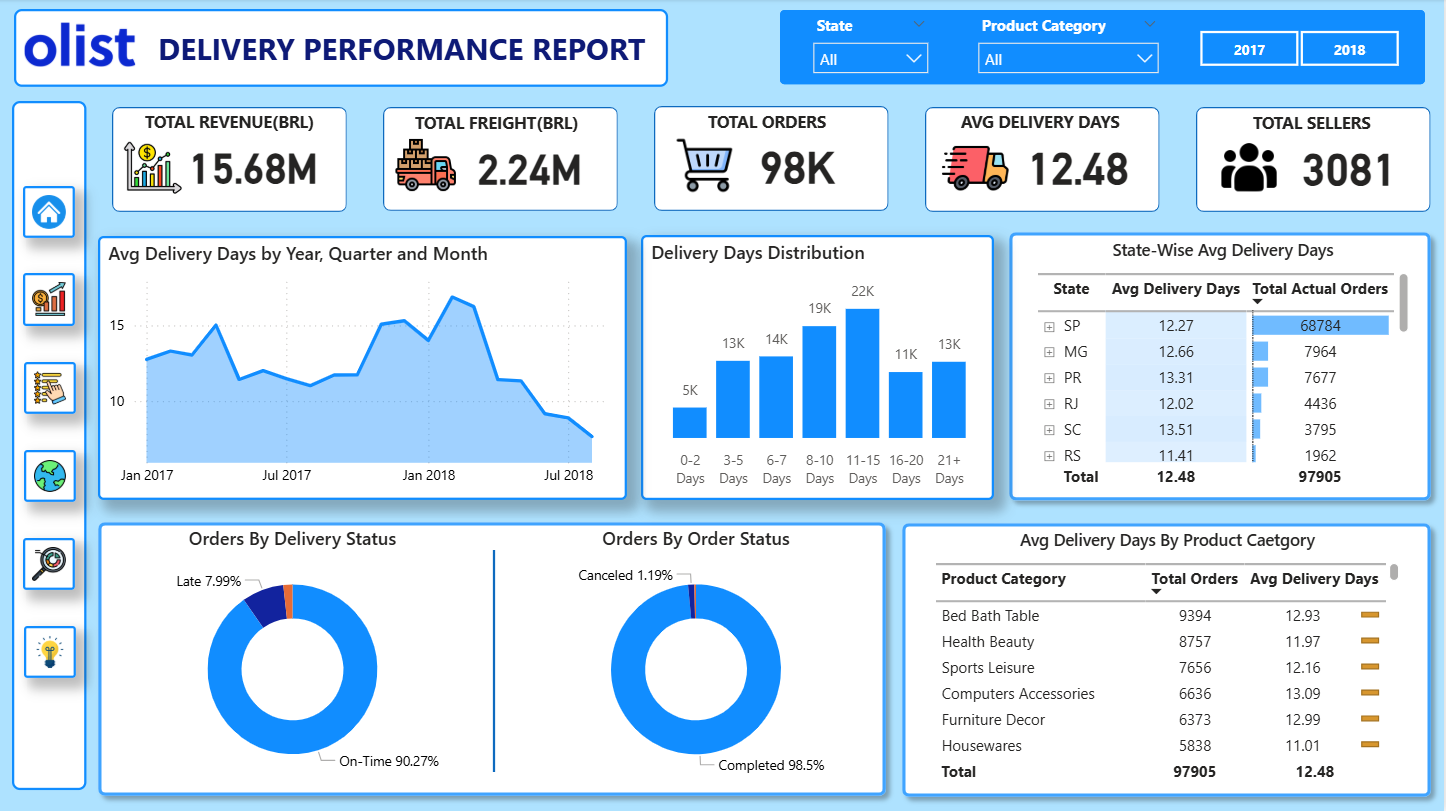 olist DELIVERY PERFORMANCE REPORT
State
All
Product Category
All
2017
2018
TOTAL REVENUE(BRL)
15.68M
TOTAL FREIGHT(BRL)
2.24M
TOTAL ORDERS
98K
AVG DELIVERY DAYS
12.48
TOTAL SELLERS
3081
Avg Delivery Days by Year, Quarter and Month
15
10
Jan 2017 Jul 2017 Jan 2018 Jul 2018
Delivery Days Distribution
5K 13K 14K 19K 22K 11K 13K
0-2 3-5 6-7 8-10 11-15 16-20 21+
Days Days Days Days Days Days Days
State-Wise Avg Delivery Days
State Avg Delivery Days Total Actual Orders
SP 12.27 68784
MG 12.66 7964
PR 13.31 7677
RJ 12.02 4436
SC 13.51 3795
RS 11.41 1962
Total 12.48 97905
Orders By Delivery Status
Late 7.99%
On-Time 90.27%
Orders By Order Status
Canceled 1.19%
Completed 98.5%
Avg Delivery Days By Product Caetgory
Product Category Total Orders Avg Delivery Days
Bed Bath Table 9394 12.93
Health Beauty 8757 11.97
Sports Leisure 7656 12.16
Computers Accessories 6636 13.09
Furniture Decor 6373 12.99
Housewares 5838 11.01
Total 97905 12.48